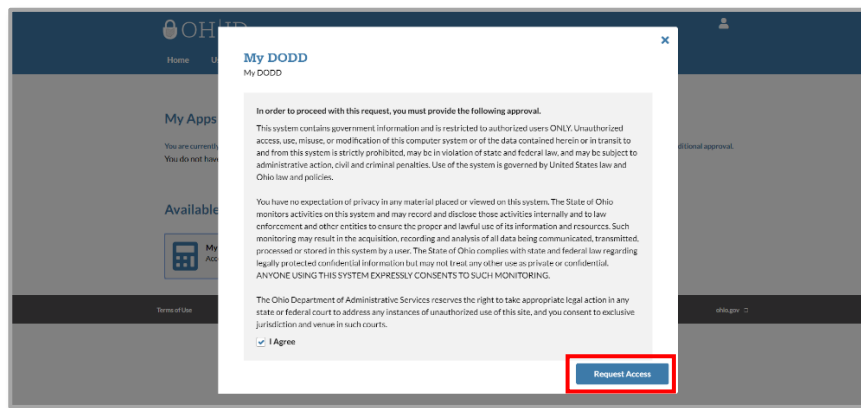 OH
Home
My DODD
My DODD
In order to proceed with this request, you must provide the following approval.
This system contains government information and is restricted to authorized users ONLY. Unauthorized
access, use, misuse, or modification of this computer system or of the data contained herein or in transit to
and from this system is strictly prohibited, may be in violation of state and federal law, and may be subject to
administrative action, civil and criminal penalties. Use of the system is governed by United States law and
Ohio law and policies.
You have no expectation of privacy in any material placed or viewed on this system. The State of Ohio
monitors activities on this system and may record and disclose those activities internally and to law
enforcement and other entities to ensure the proper and lawful use of its information and resources. Such
monitoring may result in the acquisition, recording and analysis of all data being communicated, transmitted,
processed or stored in this system by a user. The State of Ohio complies with state and federal law regarding
legally protected confidential information but may not treat any other use as private or confidential.
ANYONE USING THIS SYSTEM EXPRESSLY CONSENTS TO SUCH MONITORING.
The Ohio Department of Administrative Services reserves the right to take appropriate legal action in any
state or federal court to address any instances of unauthorized use of this site, and you consent to exclusive
jurisdiction and venue in such courts.
I Agree
Request Access
My Apps
You are currently
ditional approval.
You do not have
Available
My
Acc
Terms of Use
ohio.gov